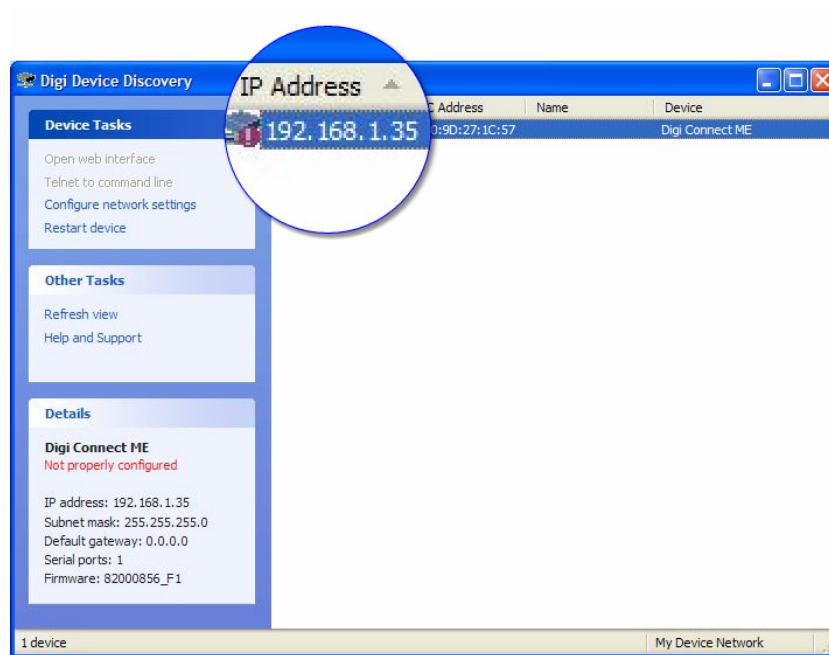 Digi Device Discovery
IP Address
Address Name Device
192.168.1.35 :9D:27:1C:57 Digi Connect ME
Device Tasks
Open web interface
Telnet to command line
Configure network settings
Restart device
Other Tasks
Refresh view
Help and Support
Details
Digi Connect ME
Not properly configured
IP address: 192.168.1.35
Subnet mask: 255.255.255.0
Default gateway: 0.0.0.0
Serial ports: 1
Firmware: 82000856_F1
1 device My Device Network